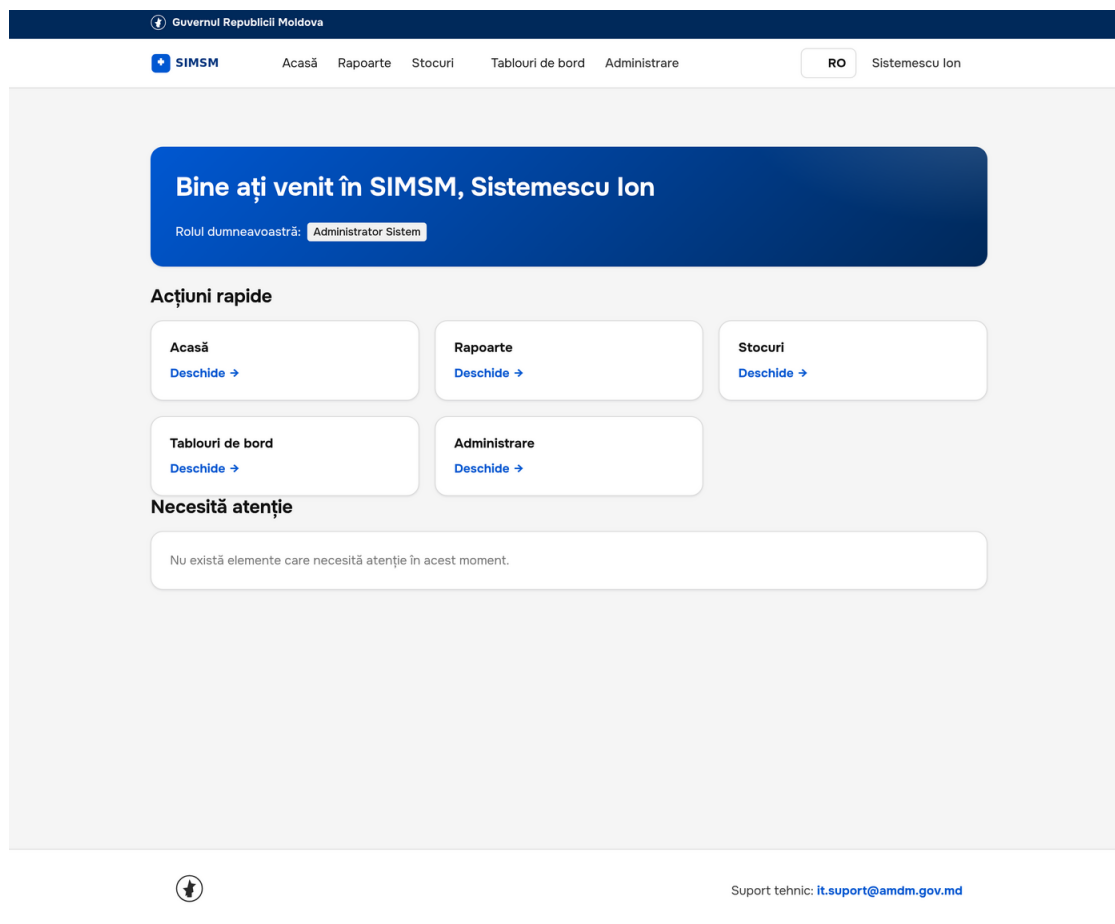 Guvernul Republicii Moldova
SIMSM Acasă Rapoarte Stocuri Tablouri de bord Administrare RO Sistemescu Ion
Bine ați venit în SIMSM, Sistemescu Ion
Rolul dumneavoastră: Administrator Sistem
Acțiuni rapide
Acasă
Deschide →
Rapoarte
Deschide →
Stocuri
Deschide →
Tablouri de bord
Deschide →
Administrare
Deschide →
Necesită atenție
Nu există elemente care necesită atenție în acest moment.
Suport tehnic: it.suport@amdm.gov.md